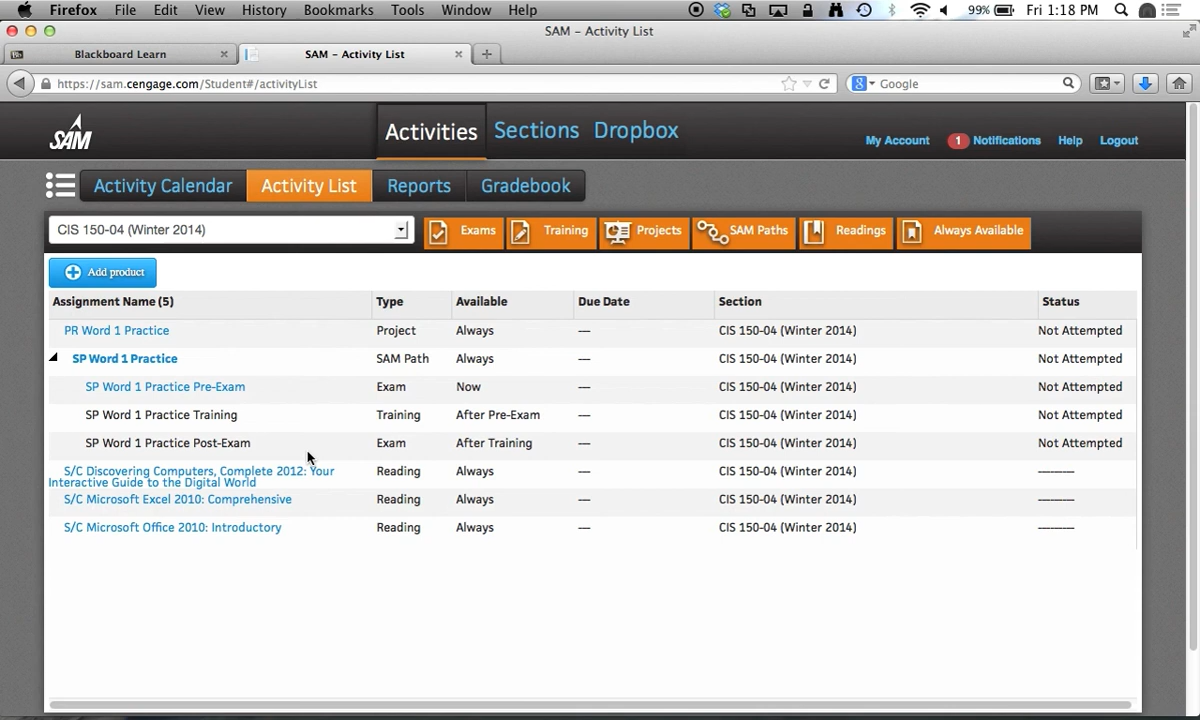 Firefox File Edit View History Bookmarks Tools Window Help 99% Fri 1:18 PM
SAM – Activity List
Bb Blackboard Learn × SAM – Activity List × +
https://sam.cengage.com/Student#/activityList 8 Google
SAM Activities Sections Dropbox My Account 1 Notifications Help Logout
Activity Calendar Activity List Reports Gradebook
CIS 150-04 (Winter 2014) Exams Training Projects SAM Paths Readings Always Available
Add product
Assignment Name (5) Type Available Due Date Section Status
PR Word 1 Practice Project Always — CIS 150-04 (Winter 2014) Not Attempted
SP Word 1 Practice SAM Path Always — CIS 150-04 (Winter 2014) Not Attempted
SP Word 1 Practice Pre-Exam Exam Now — CIS 150-04 (Winter 2014) Not Attempted
SP Word 1 Practice Training Training After Pre-Exam — CIS 150-04 (Winter 2014) Not Attempted
SP Word 1 Practice Post-Exam Exam After Training — CIS 150-04 (Winter 2014) Not Attempted
S/C Discovering Computers, Complete 2012: Your Reading Always — CIS 150-04 (Winter 2014) ----------
Interactive Guide to the Digital World
S/C Microsoft Excel 2010: Comprehensive Reading Always — CIS 150-04 (Winter 2014) ----------
S/C Microsoft Office 2010: Introductory Reading Always — CIS 150-04 (Winter 2014) ----------